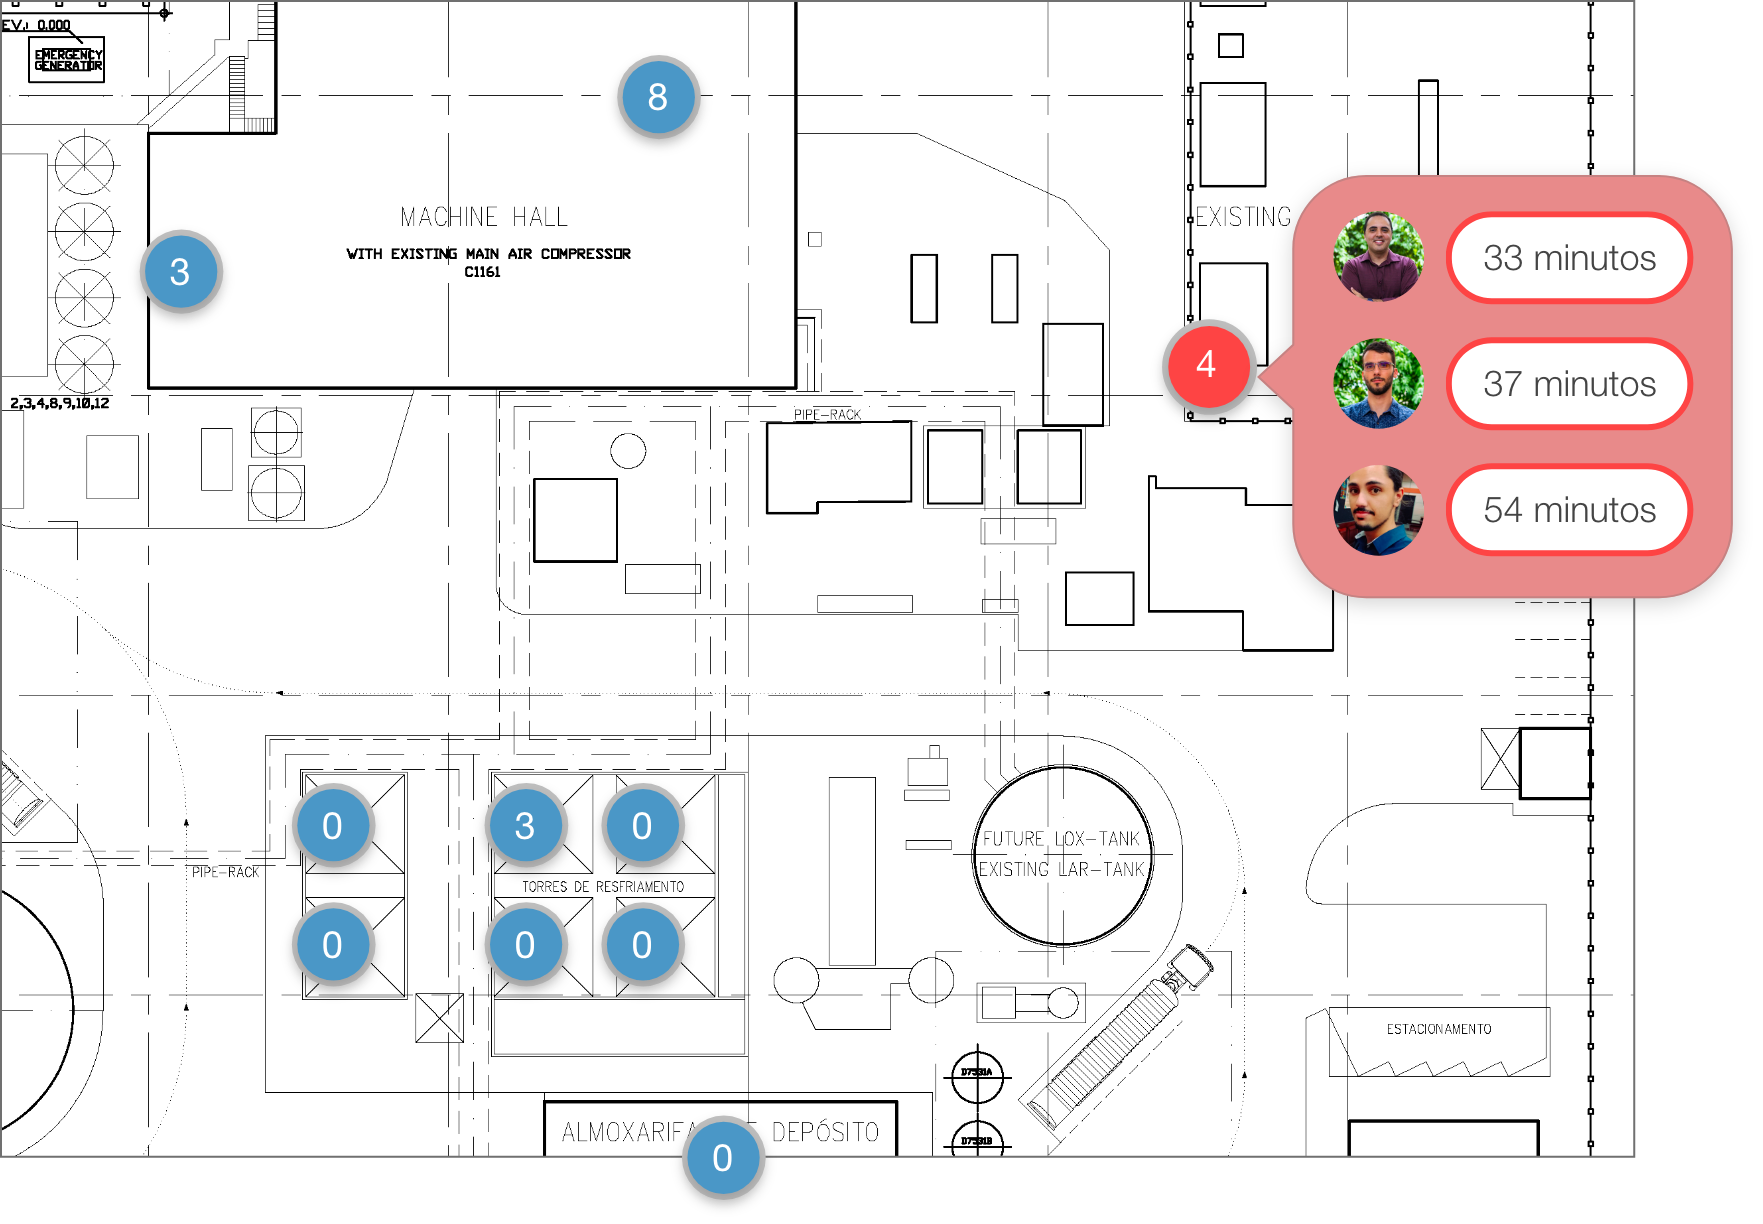 EV.: 0.000
EMERGENCY
GENERATOR
8
MACHINE HALL
WITH EXISTING MAIN AIR COMPRESSOR
C1161
3
EXISTING
33 minutos
4
37 minutos
54 minutos
2,3,4,8,9,10,12
PIPE-RACK
0
3
0
FUTURE LOX-TANK
EXISTING LAR-TANK
PIPE-RACK
TORRES DE RESFRIAMENTO
0
0
0
ESTACIONAMENTO
D7531A
ALMOXARIFA
DEPÓSITO
D7531B
0